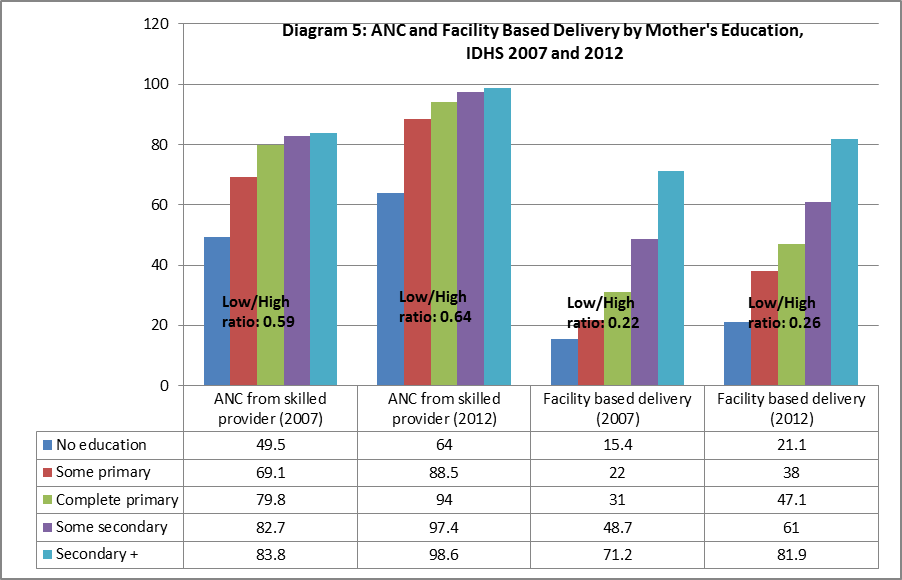 Diagram 5: ANC and Facility Based Delivery by Mother's Education,
IDHS 2007 and 2012
120
100
80
60
40
20
0
Low/High
ratio: 0.59
Low/High
ratio: 0.64
Low/High
ratio: 0.22
Low/High
ratio: 0.26
ANC from skilled
provider (2007)
ANC from skilled
provider (2012)
Facility based delivery
(2007)
Facility based delivery
(2012)
No education 49.5 64 15.4 21.1
Some primary 69.1 88.5 22 38
Complete primary 79.8 94 31 47.1
Some secondary 82.7 97.4 48.7 61
Secondary + 83.8 98.6 71.2 81.9